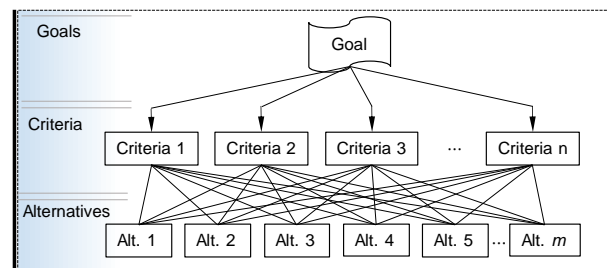 Goals
Goal
Criteria
Criteria 1 Criteria 2 Criteria 3 ... Criteria n
Alternatives
Alt. 1 Alt. 2 Alt. 3 Alt. 4 Alt. 5 ... Alt. m